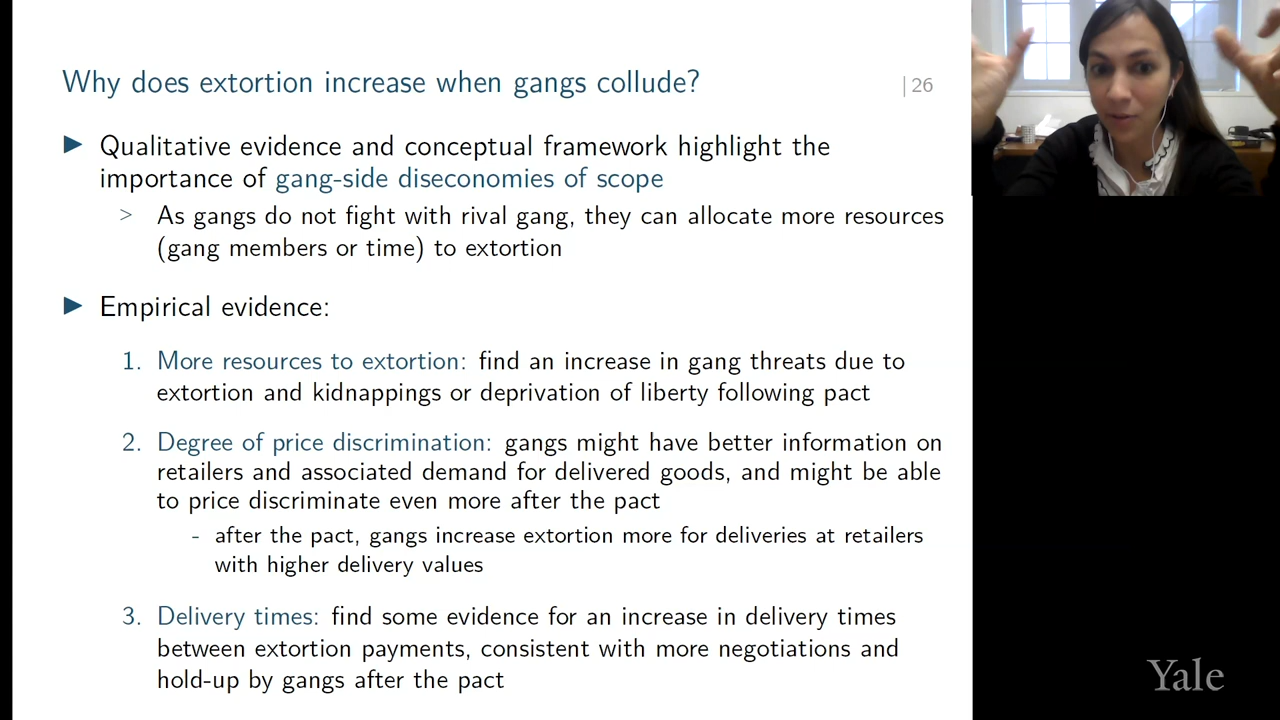 Why does extortion increase when gangs collude?
| 26
▶ Qualitative evidence and conceptual framework highlight the
importance of gang-side diseconomies of scope
> As gangs do not fight with rival gang, they can allocate more resources
(gang members or time) to extortion
▶ Empirical evidence:
1. More resources to extortion: find an increase in gang threats due to
extortion and kidnappings or deprivation of liberty following pact
2. Degree of price discrimination: gangs might have better information on
retailers and associated demand for delivered goods, and might be able
to price discriminate even more after the pact
- after the pact, gangs increase extortion more for deliveries at retailers
with higher delivery values
3. Delivery times: find some evidence for an increase in delivery times
between extortion payments, consistent with more negotiations and
hold-up by gangs after the pact
Yale